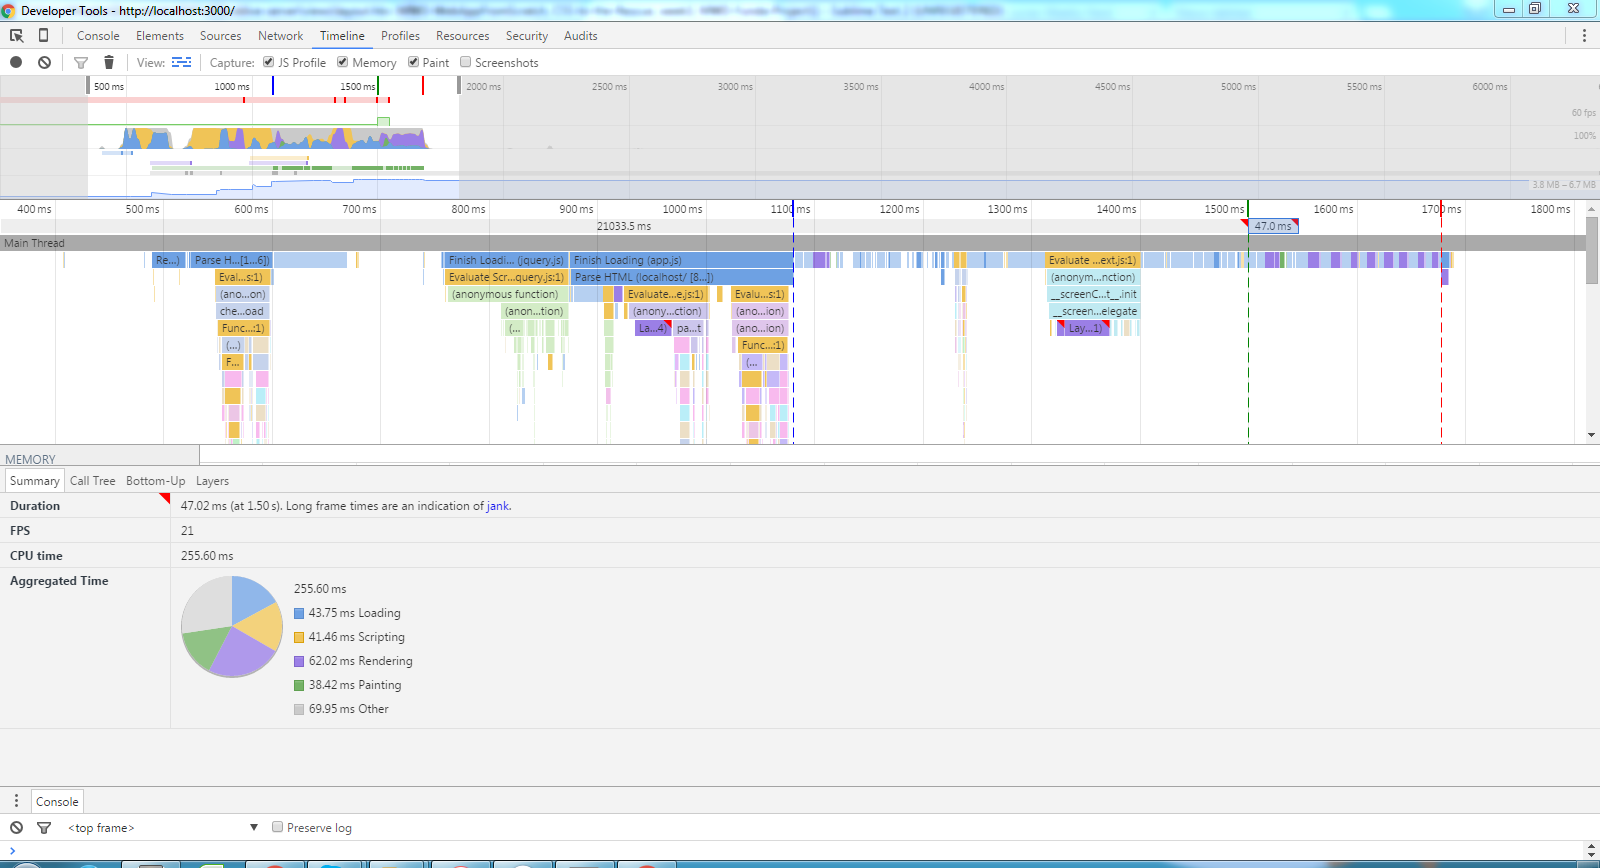 Developer Tools - http://localhost:3000/
Console Elements Sources Network Timeline Profiles Resources Security Audits
View: Capture: JS Profile Memory Paint Screenshots
500 ms 1000 ms 1500 ms 2000 ms 2500 ms 3000 ms 3500 ms 4000 ms 4500 ms 5000 ms 5500 ms 6000 ms
60 fps
100%
3.8 MB – 6.7 MB
400 ms 500 ms 600 ms 700 ms 800 ms 900 ms 1000 ms 1100 ms 1200 ms 1300 ms 1400 ms 1500 ms 1600 ms 1700 ms 1800 ms
21033.5 ms 47.0 ms
Main Thread
Re...) Parse H...[1...6]) Finish Loadi... (jquery.js) Finish Loading (app.js) Evaluate ...ext.js:1)
Eval...s:1) Evaluate Scr...query.js:1) Parse HTML (localhost/ [8...]) (anonym...nction)
(ano...on) (anonymous function) Evaluate...e.js:1) Evalu...s:1) __screenC...t__.init
che...oad (anon...tion) (anony...ction) (ano...ion) __screen...elegate
Func...:1) (... La...4) pa...t (ano...ion) Lay...1)
(...) Func...:1)
F... (...
MEMORY
Summary Call Tree Bottom-Up Layers
Duration 47.02 ms (at 1.50 s). Long frame times are an indication of jank.
FPS 21
CPU time 255.60 ms
Aggregated Time
255.60 ms
43.75 ms Loading
41.46 ms Scripting
62.02 ms Rendering
38.42 ms Painting
69.95 ms Other
Console
<top frame> ▼ Preserve log
>